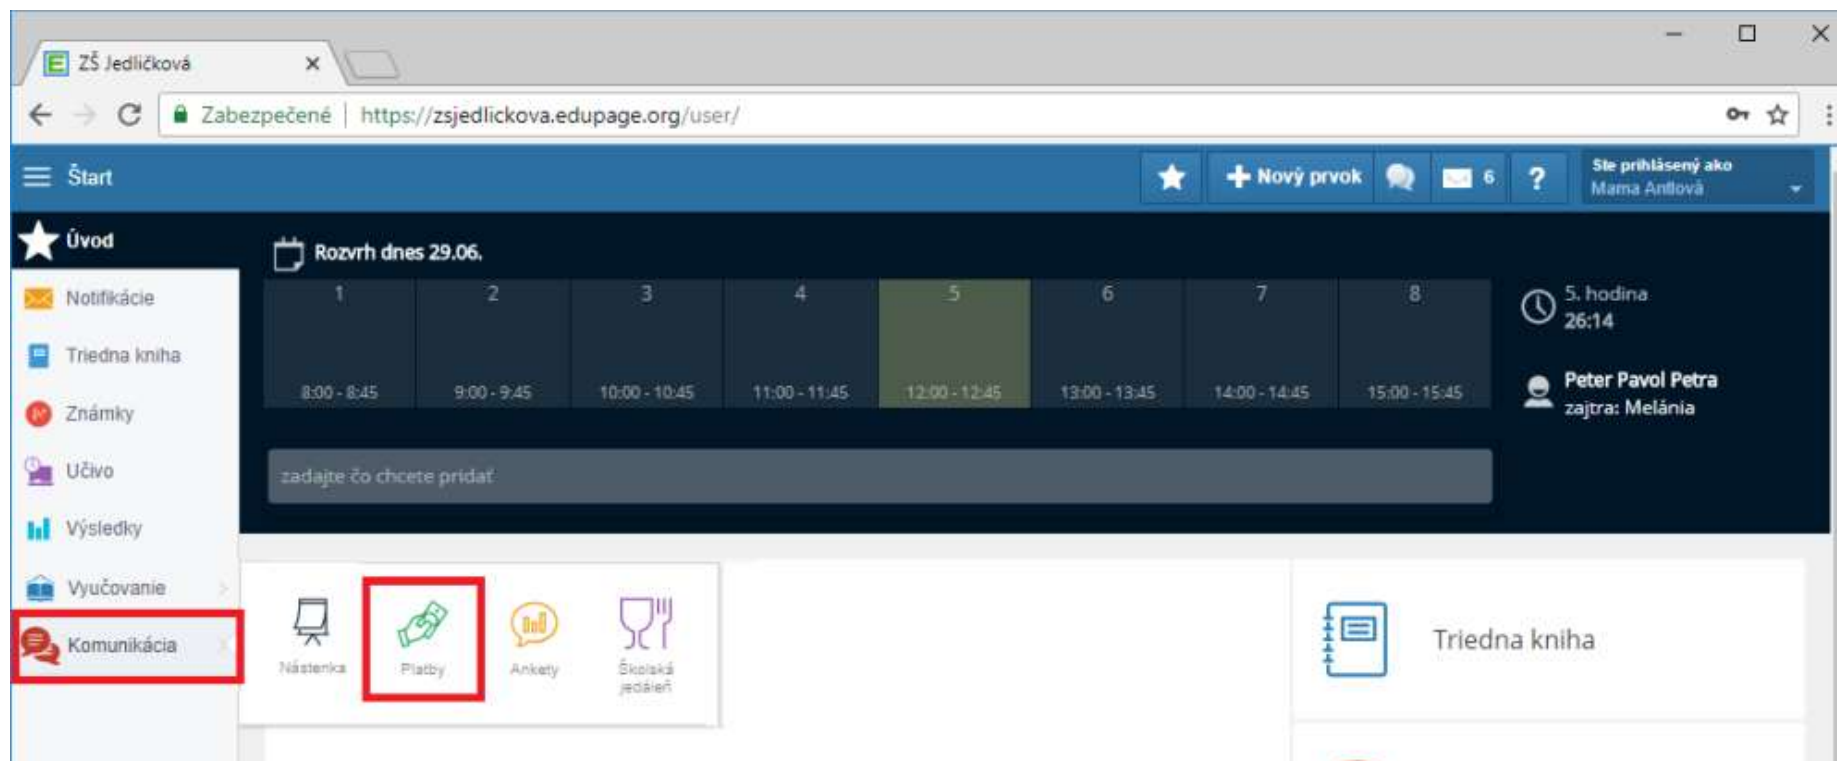 ZŠ Jedličková
Zabezpečené | https://zsjedlickova.edupage.org/user/
Štart
Nový prvok
6
?
Ste prihlásený ako
Mama Antlová
Úvod
Notifikácie
Triedna kniha
Známky
Učivo
Výsledky
Vyučovanie
Komunikácia
Rozvrh dnes 29.06.
1 2 3 4 5 6 7 8
8:00 - 8:45 9:00 - 9:45 10:00 - 10:45 11:00 - 11:45 12:00 - 12:45 13:00 - 13:45 14:00 - 14:45 15:00 - 15:45
5. hodina
26:14
Peter Pavol Petra
zajtra: Melánia
zadajte čo chcete pridať
Nástenka
Platby
Ankety
Školská
jedáleň
Triedna kniha